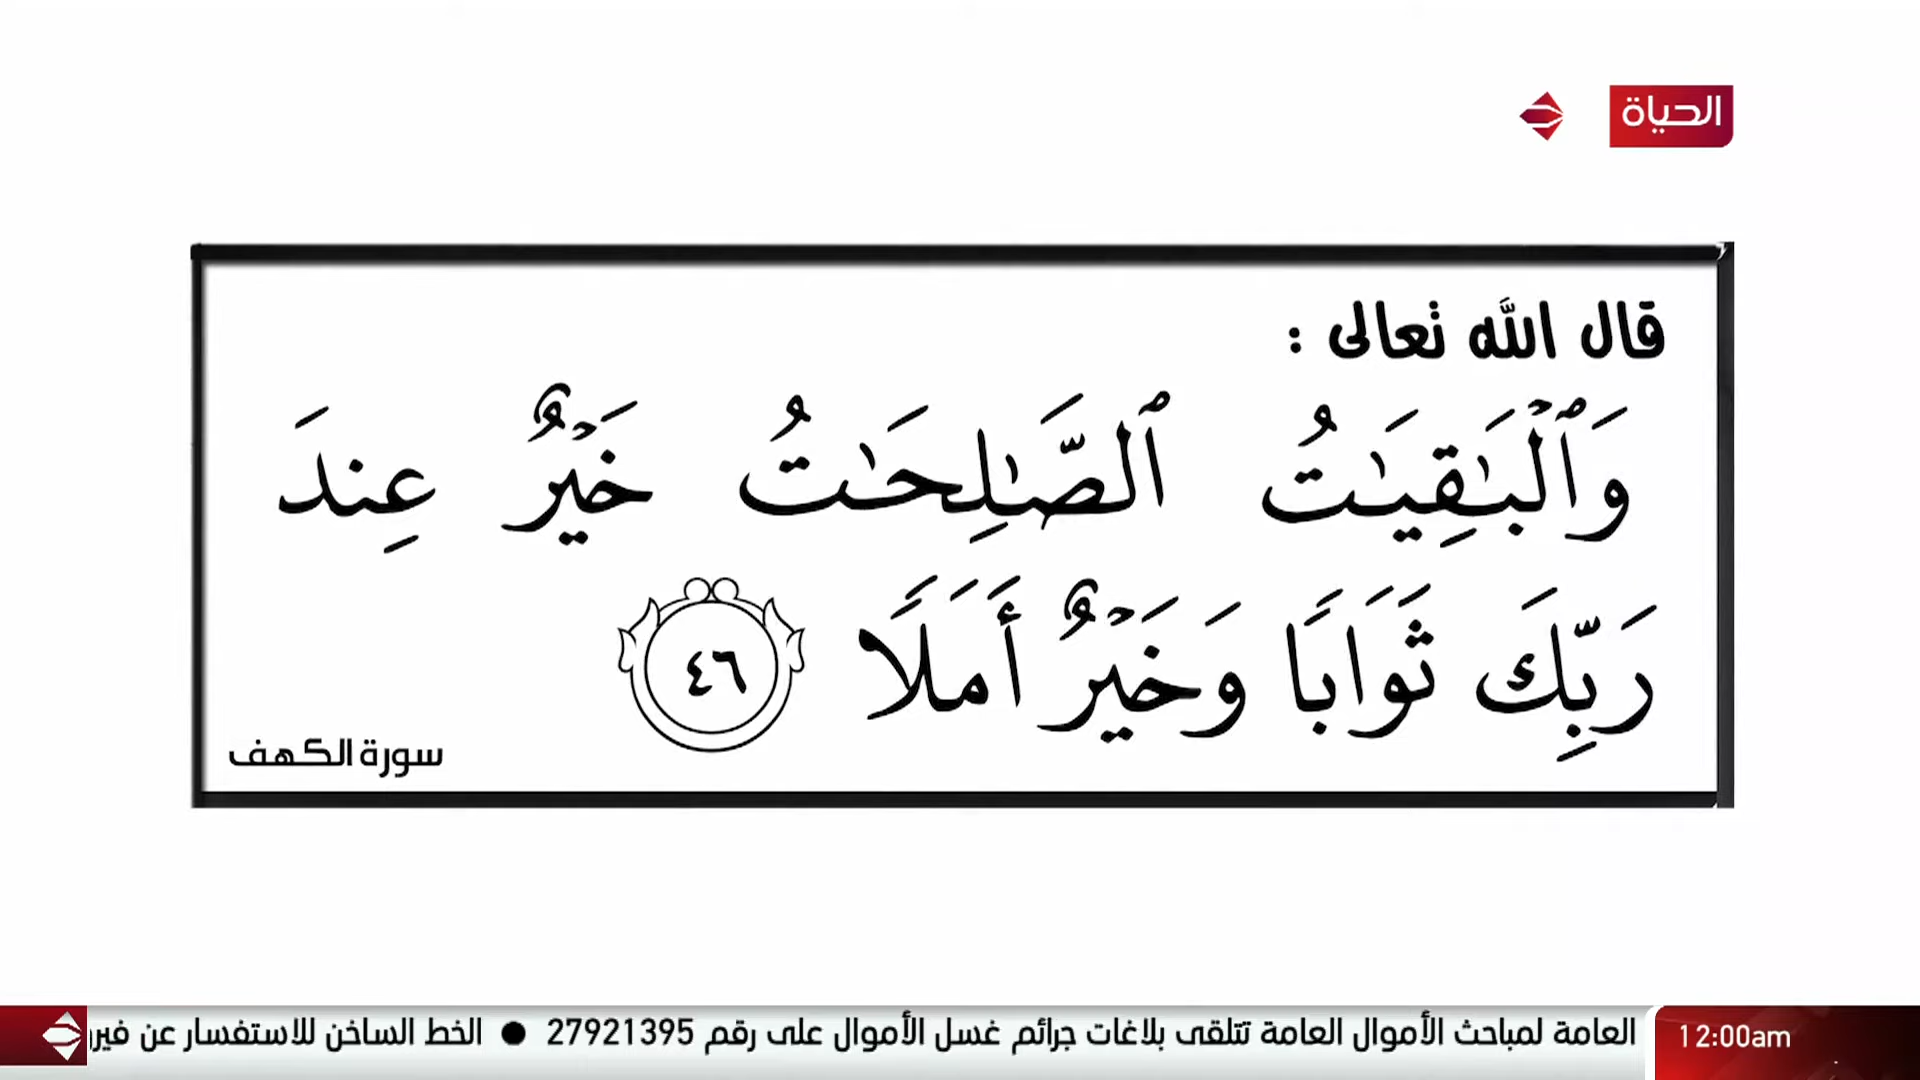 الحياة
قال الله تعالى :
وَٱلْبَـٰقِيَـٰتُ ٱلصَّـٰلِحَـٰتُ خَيْرٌ عِندَ
رَبِّكَ ثَوَابًا وَخَيْرٌ أَمَلًا ٤٦
سورة الكهف
العامة لمباحث الأموال العامة تتلقى بلاغات جرائم غسل الأموال على رقم 27921395 ● الخط الساخن للاستفسار عن فيرو
12:00am